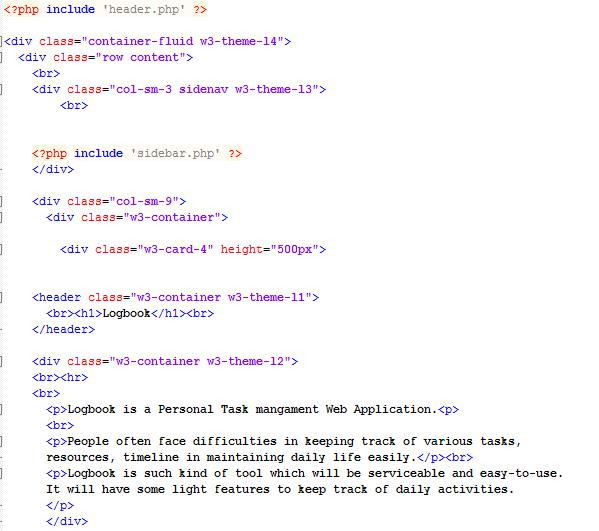 <?php include 'header.php' ?>
<div class="container-fluid w3-theme-l4">
<div class="row content">
<br>
<div class="col-sm-3 sidenav w3-theme-l3">
<br>
<?php include 'sidebar.php' ?>
</div>
<div class="col-sm-9">
<div class="w3-container">
<div class="w3-card-4" height="500px">
<header class="w3-container w3-theme-l1">
<br><h1>Logbook</h1><br>
</header>
<div class="w3-container w3-theme-l2">
<br><hr>
<br>
<p>Logbook is a Personal Task mangament Web Application.<p>
<br>
<p>People often face difficulties in keeping track of various tasks,
resources, timeline in maintaining daily life easily.</p><br>
<p>Logbook is such kind of tool which will be serviceable and easy-to-use.
It will have some light features to keep track of daily activities.
</p>
</div>